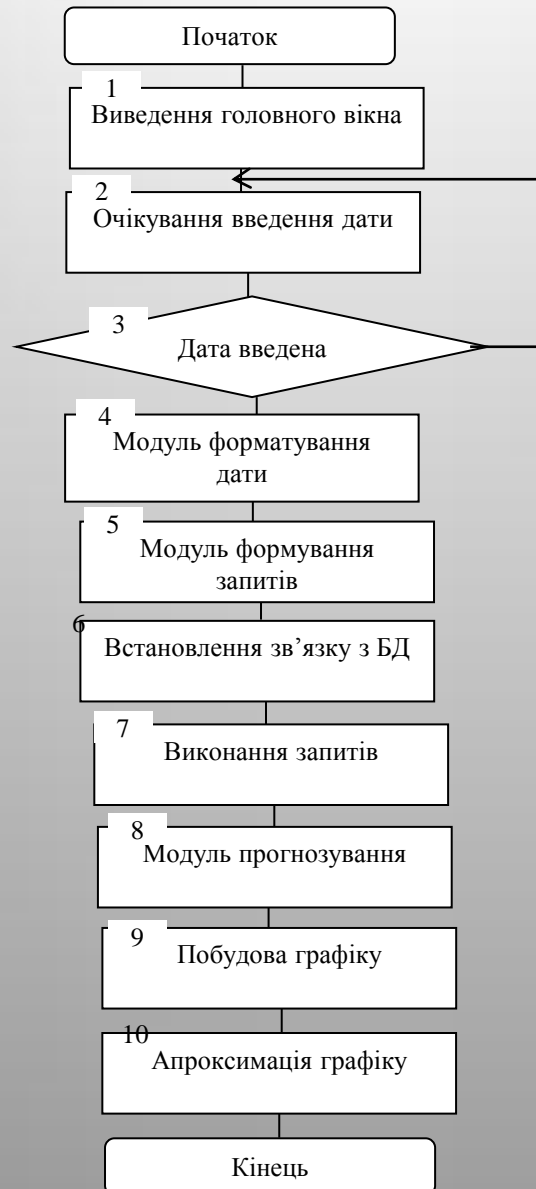 Початок
1
Виведення головного вікна
2
Очікування введення дати
3
Дата введена
4
Модуль форматування
дати
5
Модуль формування
запитів
6
Встановлення зв’язку з БД
7
Виконання запитів
8
Модуль прогнозування
9
Побудова графіку
10
Апроксимація графіку
Кінець